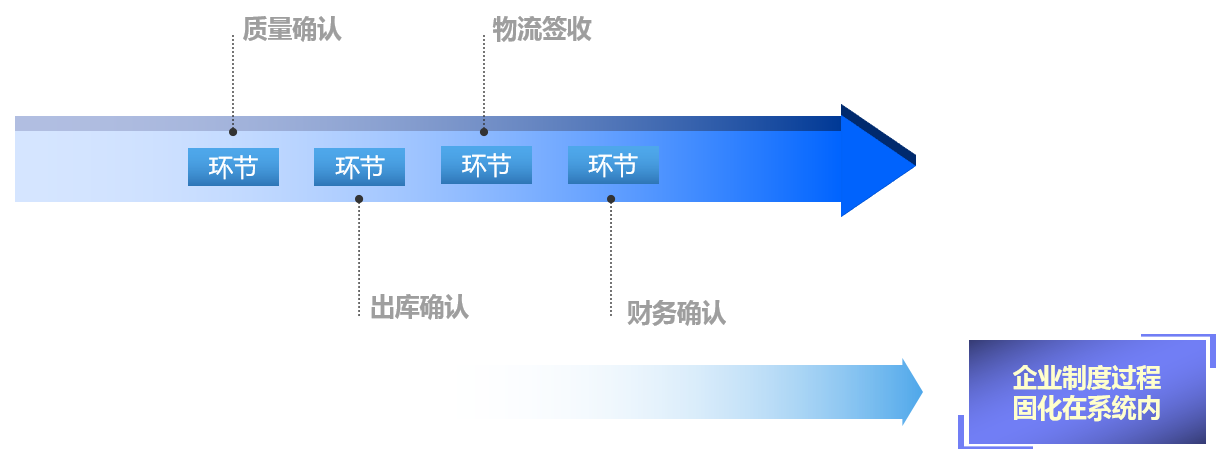 质量确认
物流签收
环节
环节
环节
环节
出库确认
财务确认
企业制度过程
固化在系统内